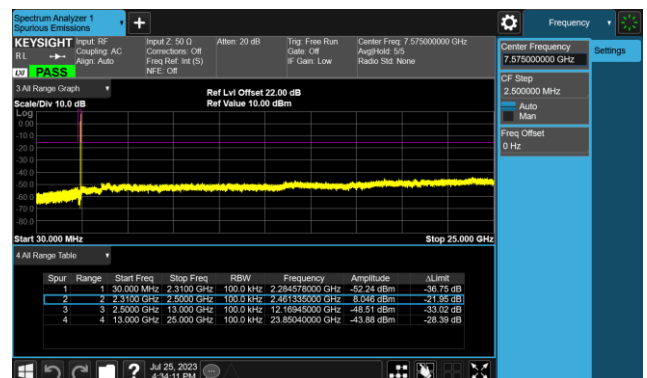 Spectrum Analyzer 1
Spurious Emissions
+
Frequency
KEYSIGHT
Input: RF
Coupling: AC
Align: Auto
Input Z: 50 Ω
Corrections: Off
Freq Ref: Int (S)
NFE: Off
Atten: 20 dB
Trig: Free Run
Gate: Off
IF Gain: Low
Center Freq: 7.575000000 GHz
Avg|Hold: 5/5
Radio Std: None
R L
LXI
PASS
Center Frequency
7.575000000 GHz
Settings
CF Step
2.500000 MHz
Auto
Man
Freq Offset
0 Hz
3 All Range Graph
Scale/Div 10.0 dB
Ref Lvl Offset 22.00 dB
Ref Value 10.00 dBm
Log
0.00
-10.0
-20.0
-30.0
-40.0
-50.0
-60.0
-70.0
-80.0
Start 30.000 MHz
Stop 25.000 GHz
4 All Range Table
Spur Range Start Freq Stop Freq RBW Frequency Amplitude ΔLimit
1 1 30.000 MHz 2.3100 GHz 100.0 kHz 2.284578000 GHz -52.24 dBm -36.75 dB
2 2 2.3100 GHz 2.5000 GHz 100.0 kHz 2.461335000 GHz 8.046 dBm -21.95 dB
3 3 2.5000 GHz 13.000 GHz 100.0 kHz 12.16945000 GHz -48.51 dBm -33.02 dB
4 4 13.000 GHz 25.000 GHz 100.0 kHz 23.85040000 GHz -43.88 dBm -28.39 dB
?
Jul 25, 2023
4:34:11 PM